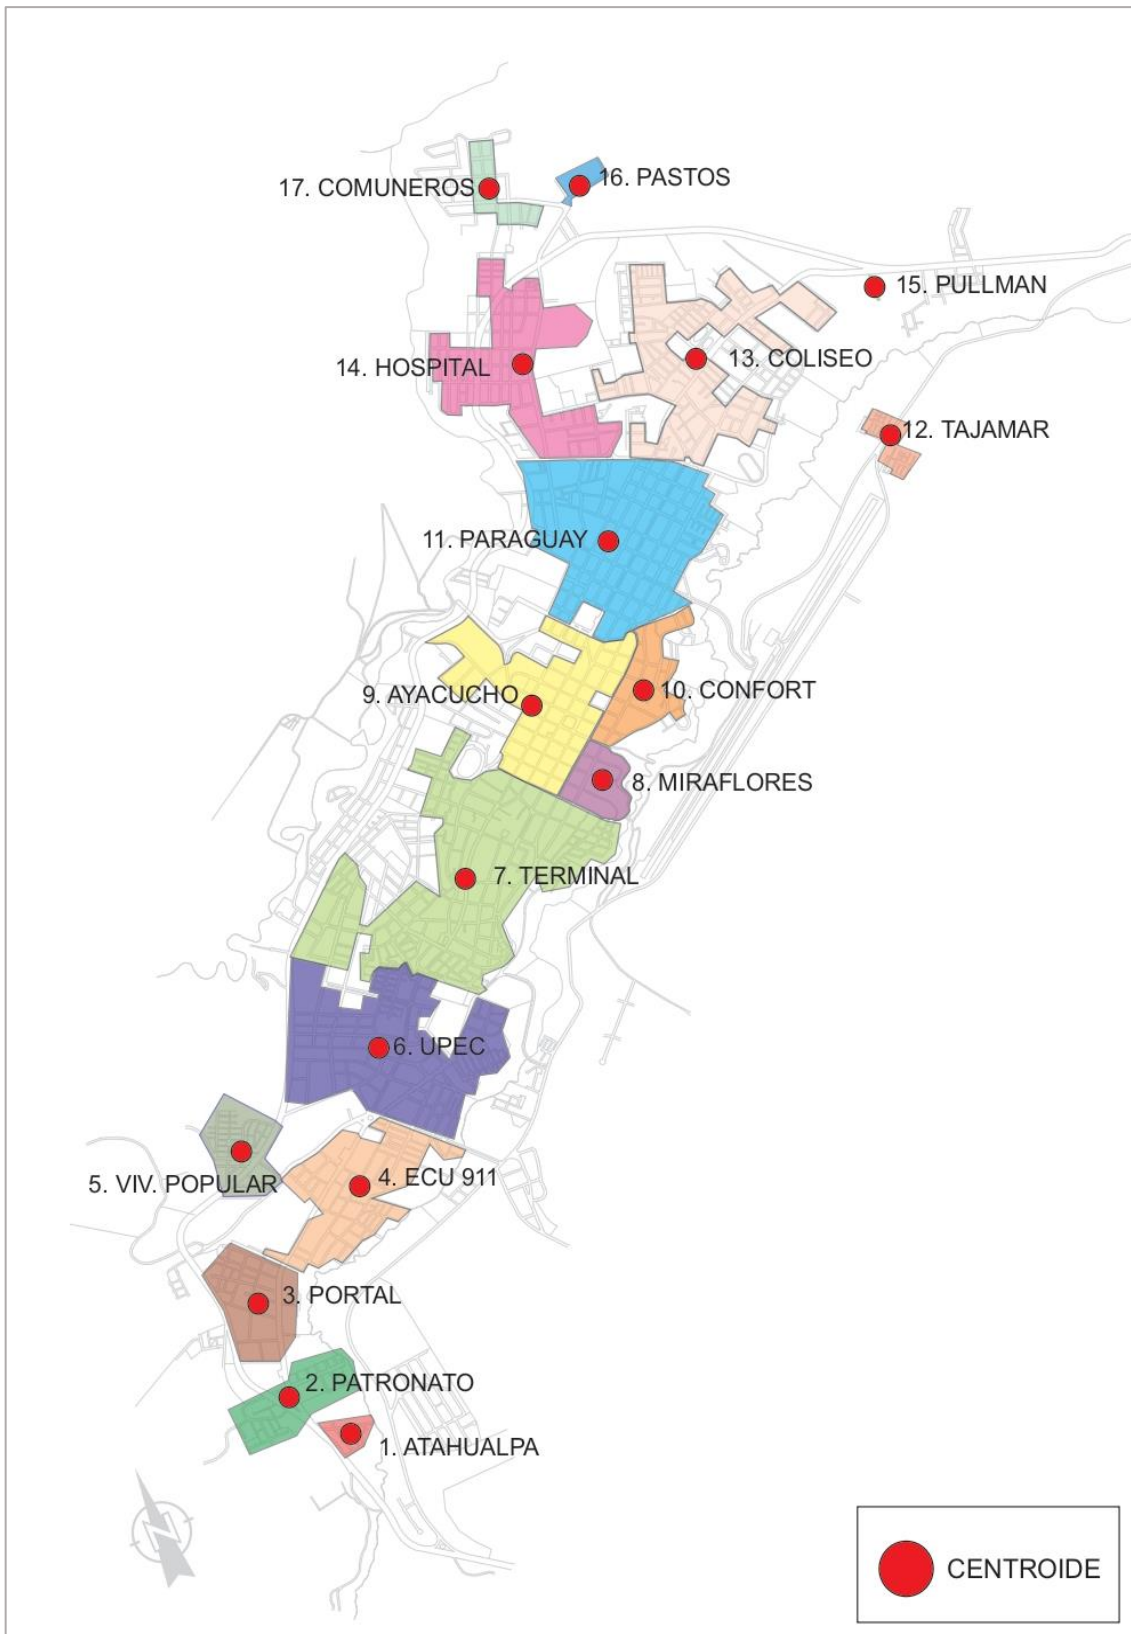 16. PASTOS
17. COMUNEROS
15. PULLMAN
13. COLISEO
14. HOSPITAL
12. TAJAMAR
11. PARAGUAY
10. CONFORT
9. AYACUCHO
8. MIRAFLORES
7. TERMINAL
6. UPEC
4. ECU 911
5. VIV. POPULAR
3. PORTAL
2. PATRONATO
1. ATAHUALPA
CENTROIDE